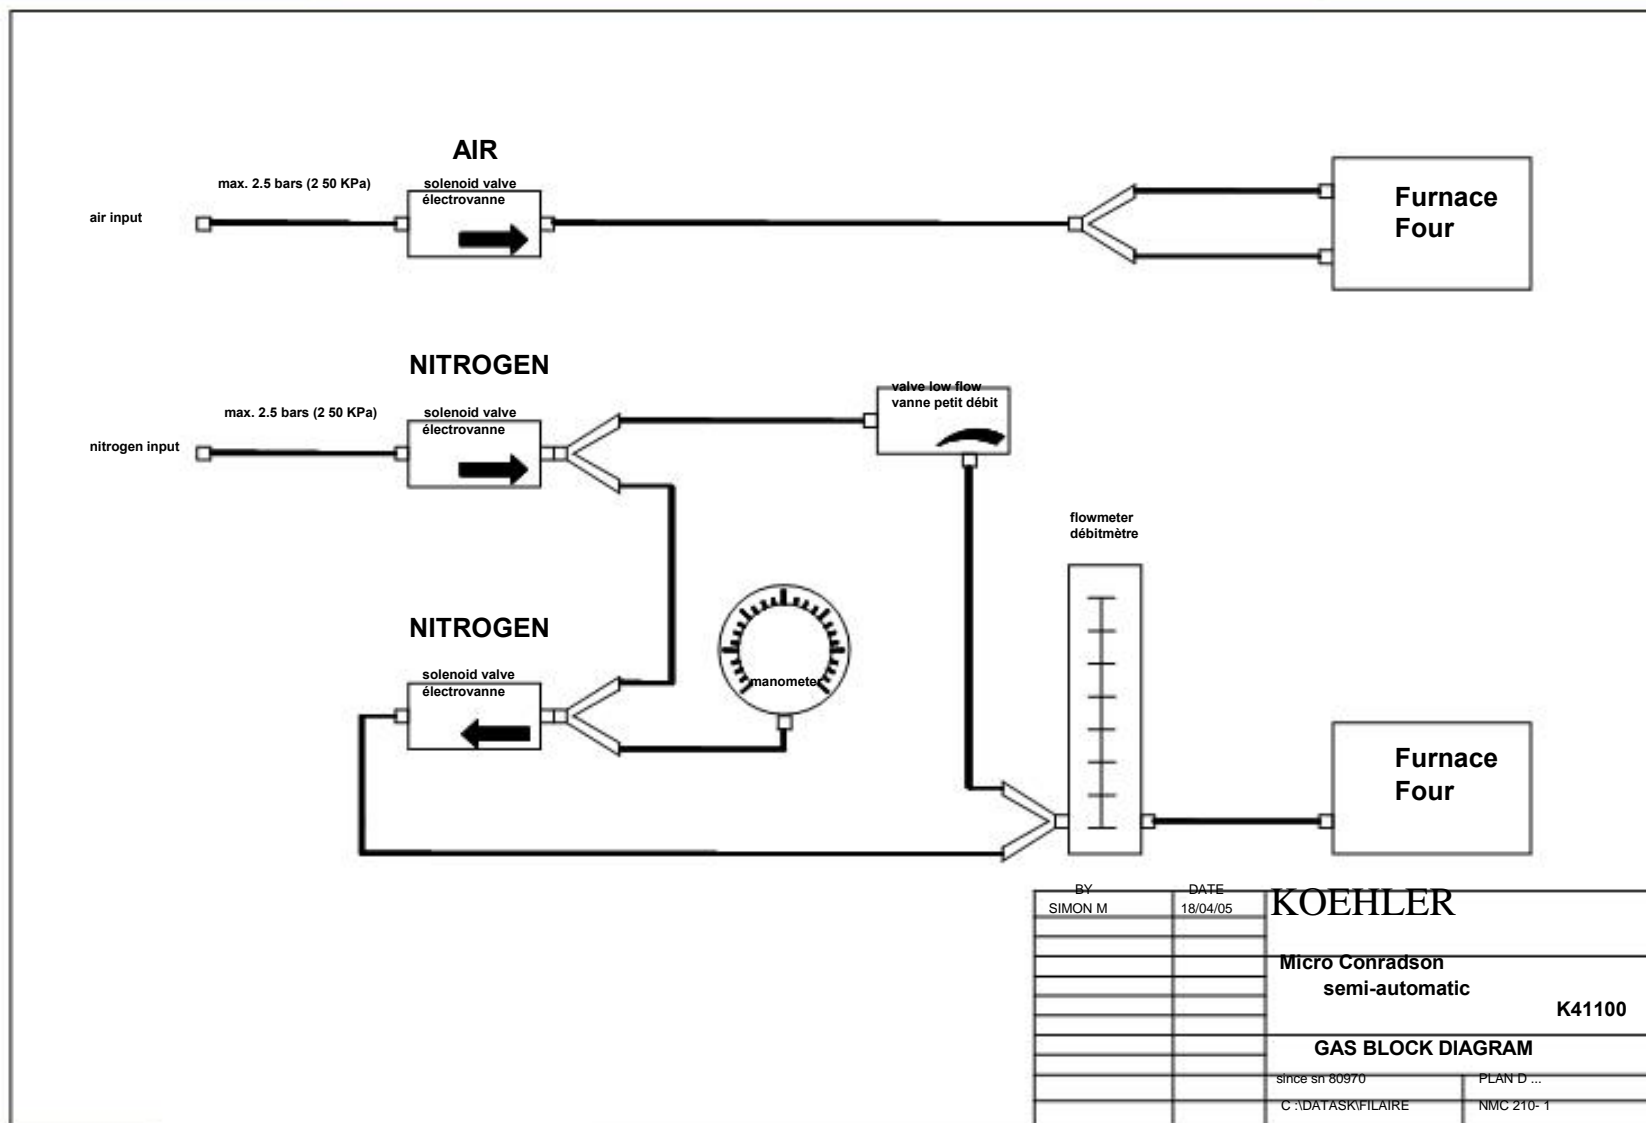 AIR
max. 2.5 bars (2 50 KPa)
solenoid valve
électrovanne
air input
Furnace
Four
NITROGEN
max. 2.5 bars (2 50 KPa)
solenoid valve
électrovanne
nitrogen input
valve low flow
vanne petit débit
flowmeter
débitmètre
NITROGEN
solenoid valve
électrovanne
manometer
Furnace
Four
BY
DATE
SIMON M
18/04/05
KOEHLER
Micro Conradson
semi-automatic
K41100
GAS BLOCK DIAGRAM
since sn 80970
PLAN D ...
C :\DATASK\FILAIRE
NMC 210- 1